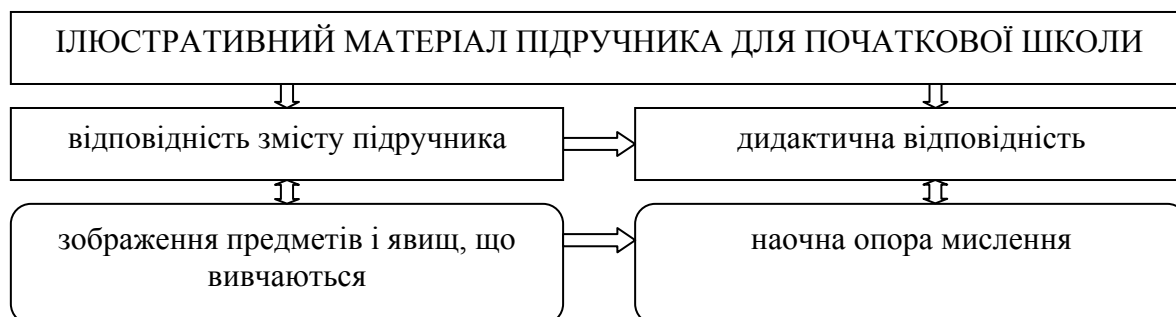 ІЛЮСТРАТИВНИЙ МАТЕРІАЛ ПІДРУЧНИКА ДЛЯ ПОЧАТКОВОЇ ШКОЛИ
відповідність змісту підручника
дидактична відповідність
зображення предметів і явищ, що
вивчаються
наочна опора мислення